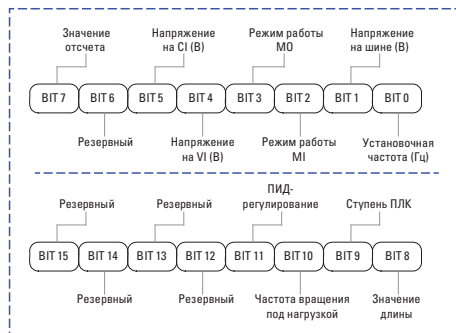 Значение отсчета
Напряжение на CI (В)
Режим работы MO
Напряжение на шине (В)
BIT 7 BIT 6 BIT 5 BIT 4 BIT 3 BIT 2 BIT 1 BIT 0
Резервный
Напряжение на VI (В)
Режим работы MI
Установочная частота (Гц)
Резервный
Резервный
ПИД-регулирование
Ступень ПЛК
BIT 15 BIT 14 BIT 13 BIT 12 BIT 11 BIT 10 BIT 9 BIT 8
Резервный
Резервный
Частота вращения под нагрузкой
Значение длины